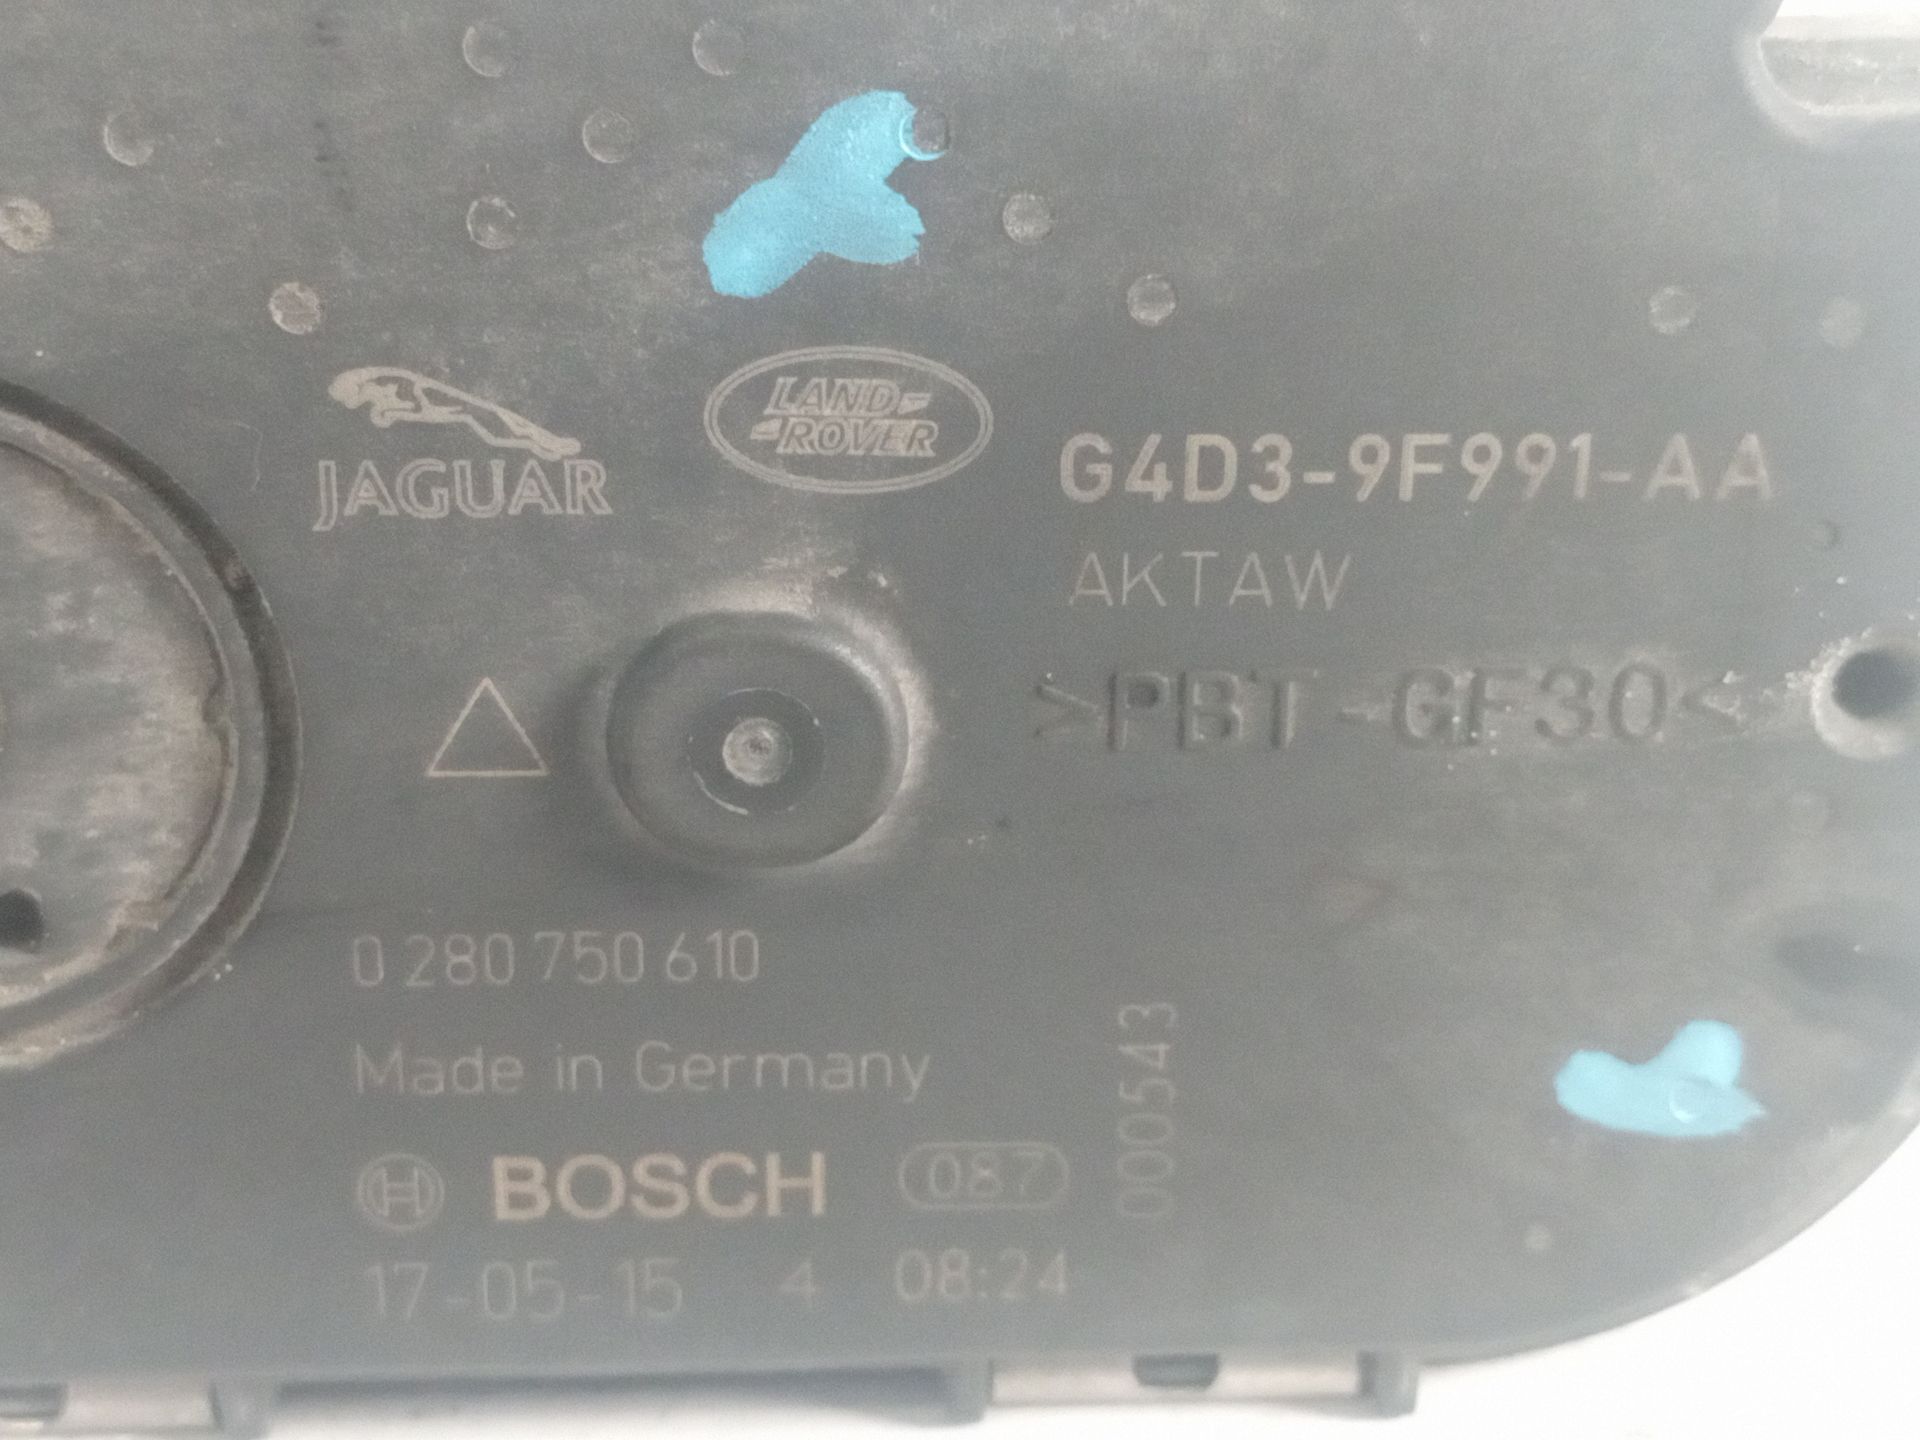 JAGUAR
LAND-
-ROVER
G4D3-9F991-AA
AKTAW
>PBT-GF30<
0 280 750 610
Made in Germany
BOSCH 087
000543
17-05-15 4 08:24